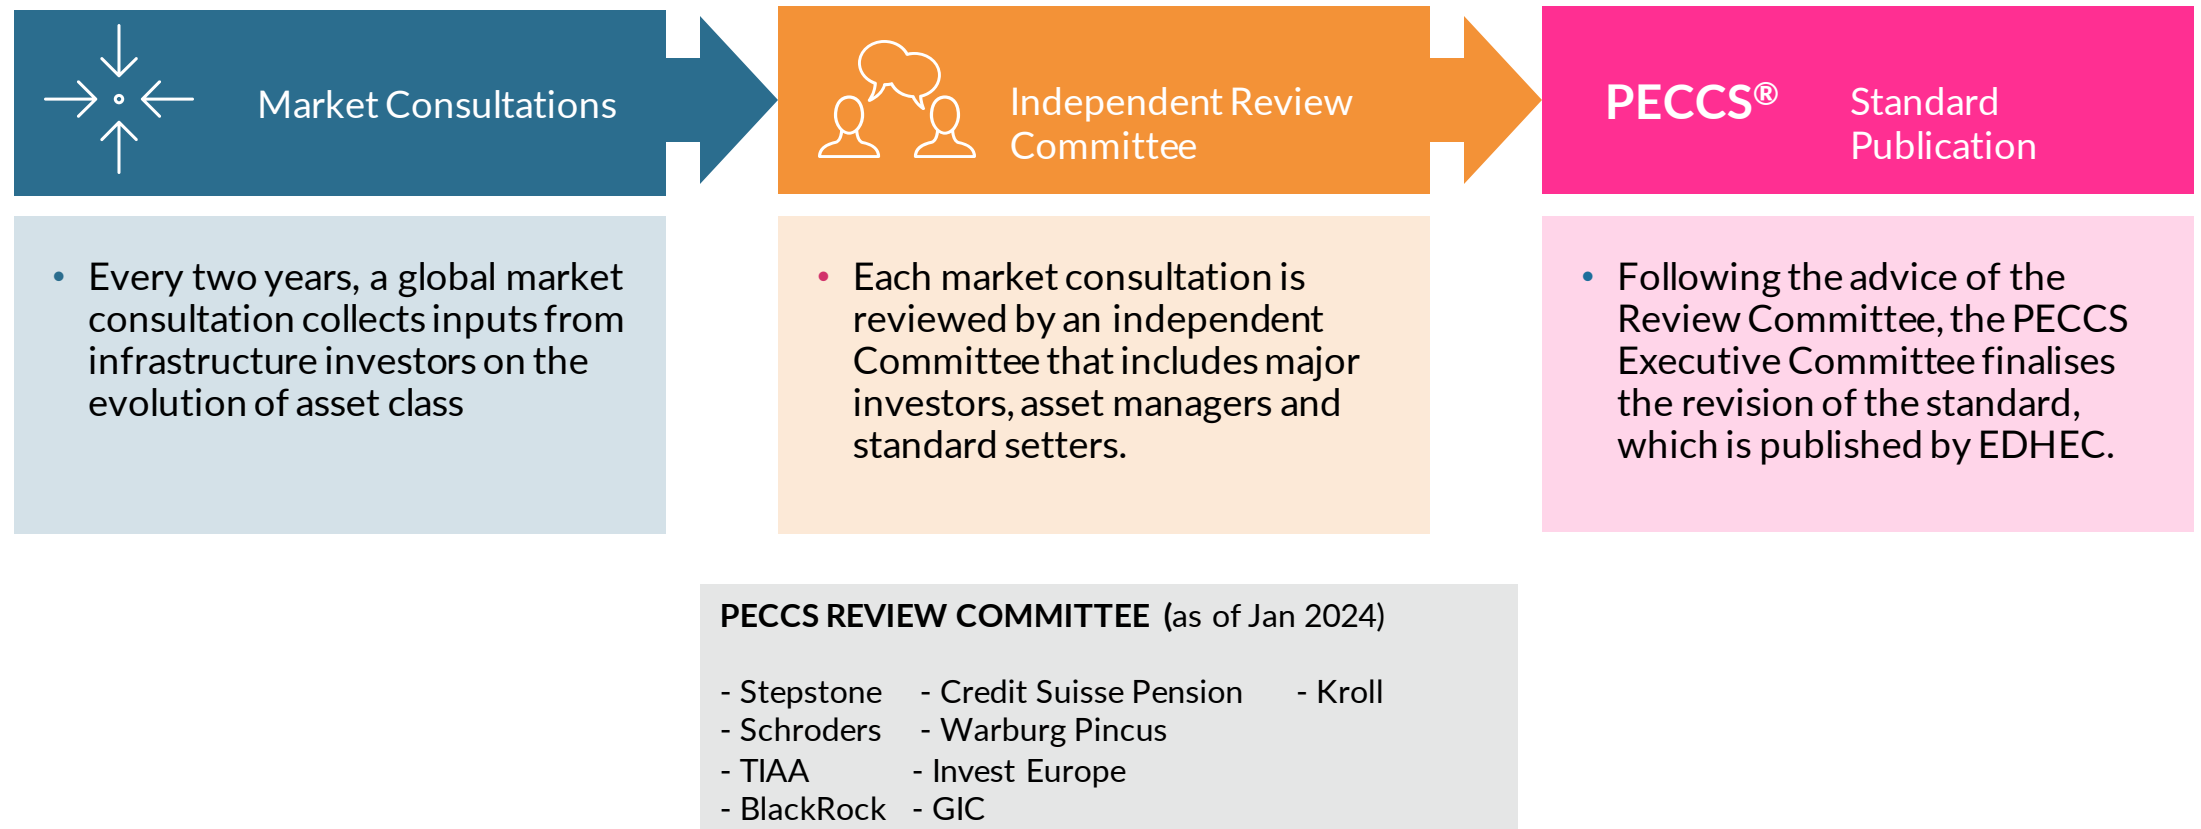 Market Consultations
Independent Review
Committee
PECCS®
Standard
Publication
• Every two years, a global market
consultation collects inputs from
infrastructure investors on the
evolution of asset class
• Each market consultation is
reviewed by an independent
Committee that includes major
investors, asset managers and
standard setters.
• Following the advice of the
Review Committee, the PECCS
Executive Committee finalises
the revision of the standard,
which is published by EDHEC.
PECCS REVIEW COMMITTEE (as of Jan 2024)
- Stepstone - Credit Suisse Pension - Kroll
- Schroders - Warburg Pincus
- TIAA - Invest Europe
- BlackRock - GIC